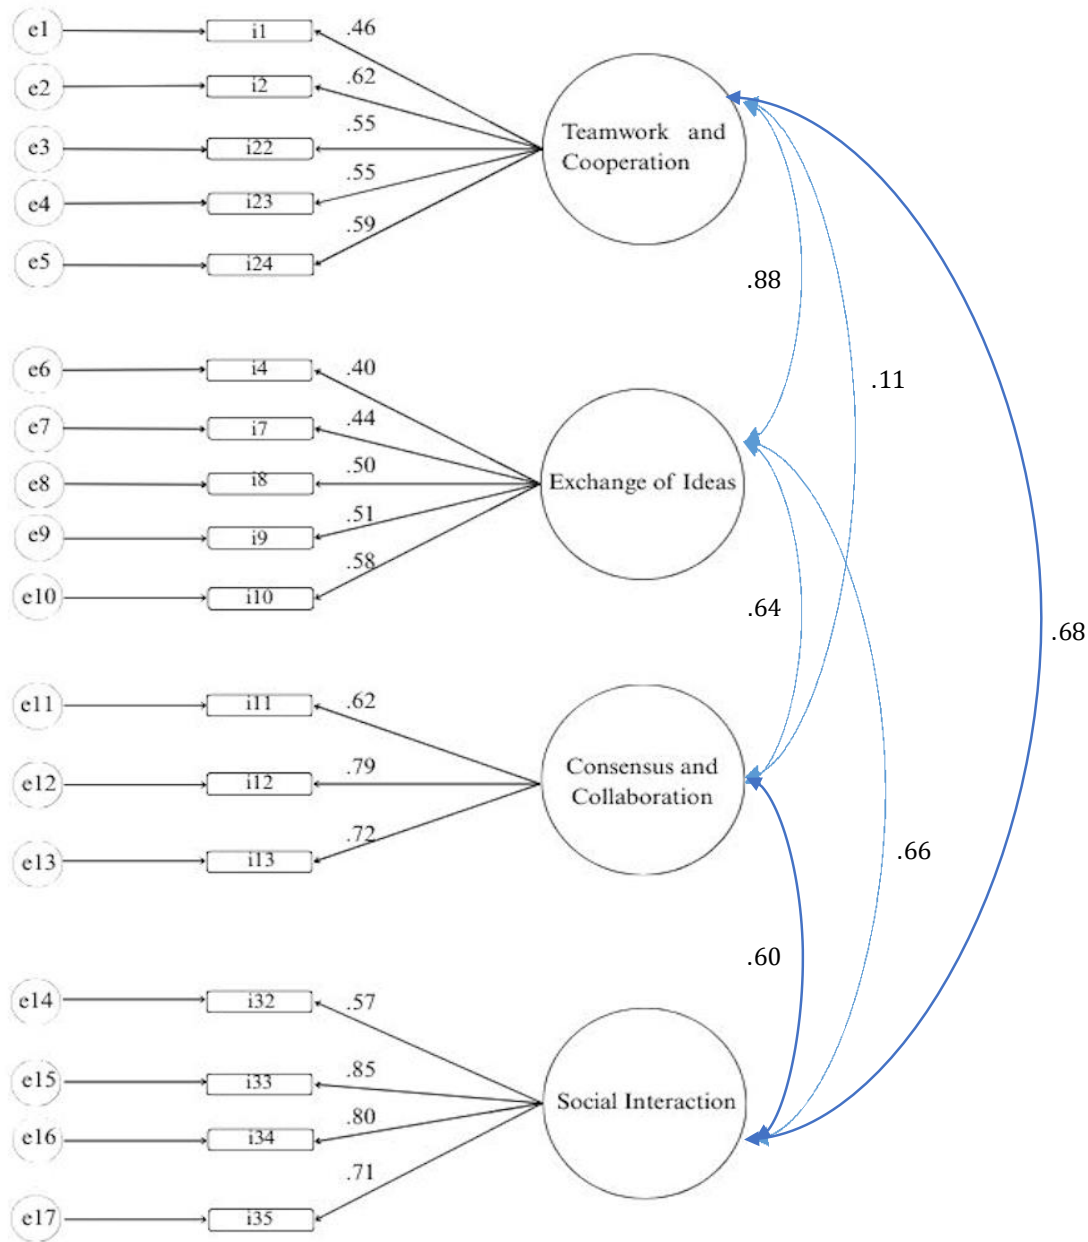 e1 i1 .46
e2 i2 .62
e3 i22 .55
e4 i23 .55
e5 i24 .59
Teamwork and
Cooperation
.88
.11
e6 i4 .40
e7 i7 .44
e8 i8 .50
e9 i9 .51
e10 i10 .58
Exchange of Ideas
.64
.68
e11 i11 .62
e12 i12 .79
e13 i13 .72
Consensus and
Collaboration
.66
.60
e14 i32 .57
e15 i33 .85
e16 i34 .80
e17 i35 .71
Social Interaction